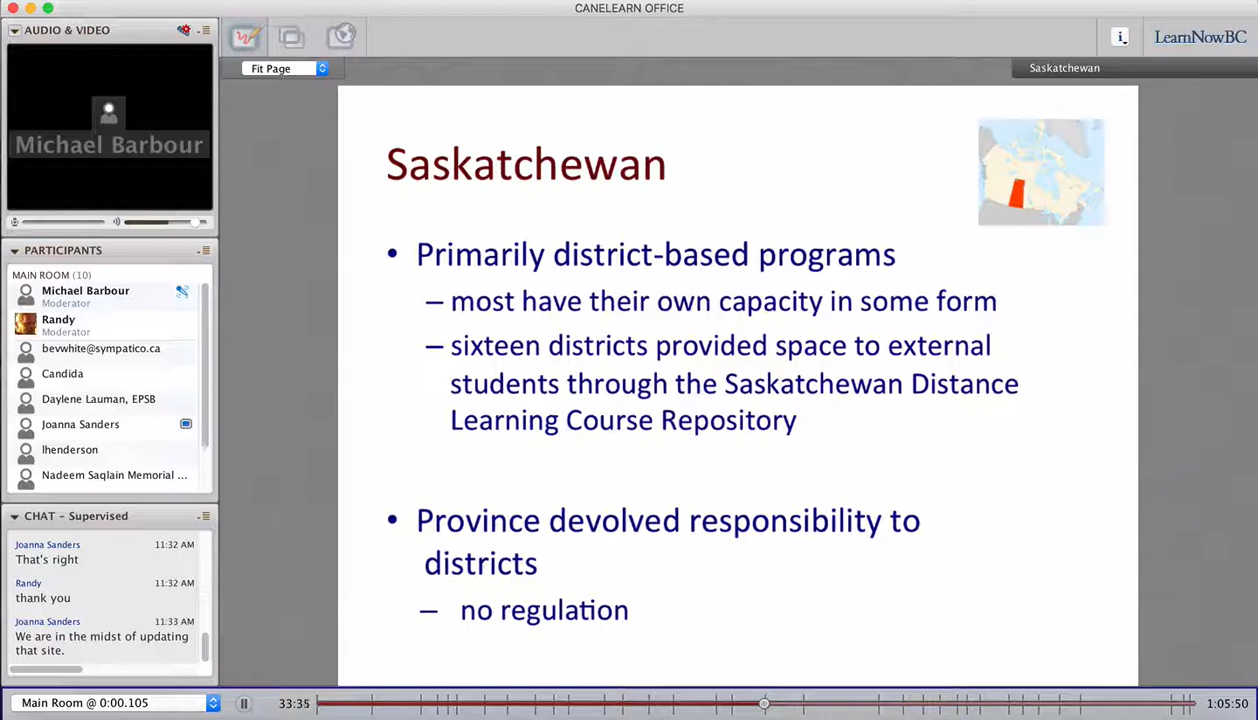 CANELEARN OFFICE
AUDIO & VIDEO
Michael Barbour
PARTICIPANTS
MAIN ROOM (10)
Michael Barbour
Moderator
Randy
Moderator
bevwhite@sympatico.ca
Candida
Daylene Lauman, EPSB
Joanna Sanders
lhenderson
Nadeem Saqlain Memorial ...
CHAT - Supervised
Joanna Sanders 11:32 AM
That's right
Randy 11:32 AM
thank you
Joanna Sanders 11:33 AM
We are in the midst of updating
that site.
Main Room @ 0:00.105
33:35
1:05:50
LearnNowBC
Fit Page
Saskatchewan
Saskatchewan
• Primarily district-based programs
– most have their own capacity in some form
– sixteen districts provided space to external
students through the Saskatchewan Distance
Learning Course Repository
• Province devolved responsibility to
districts
– no regulation